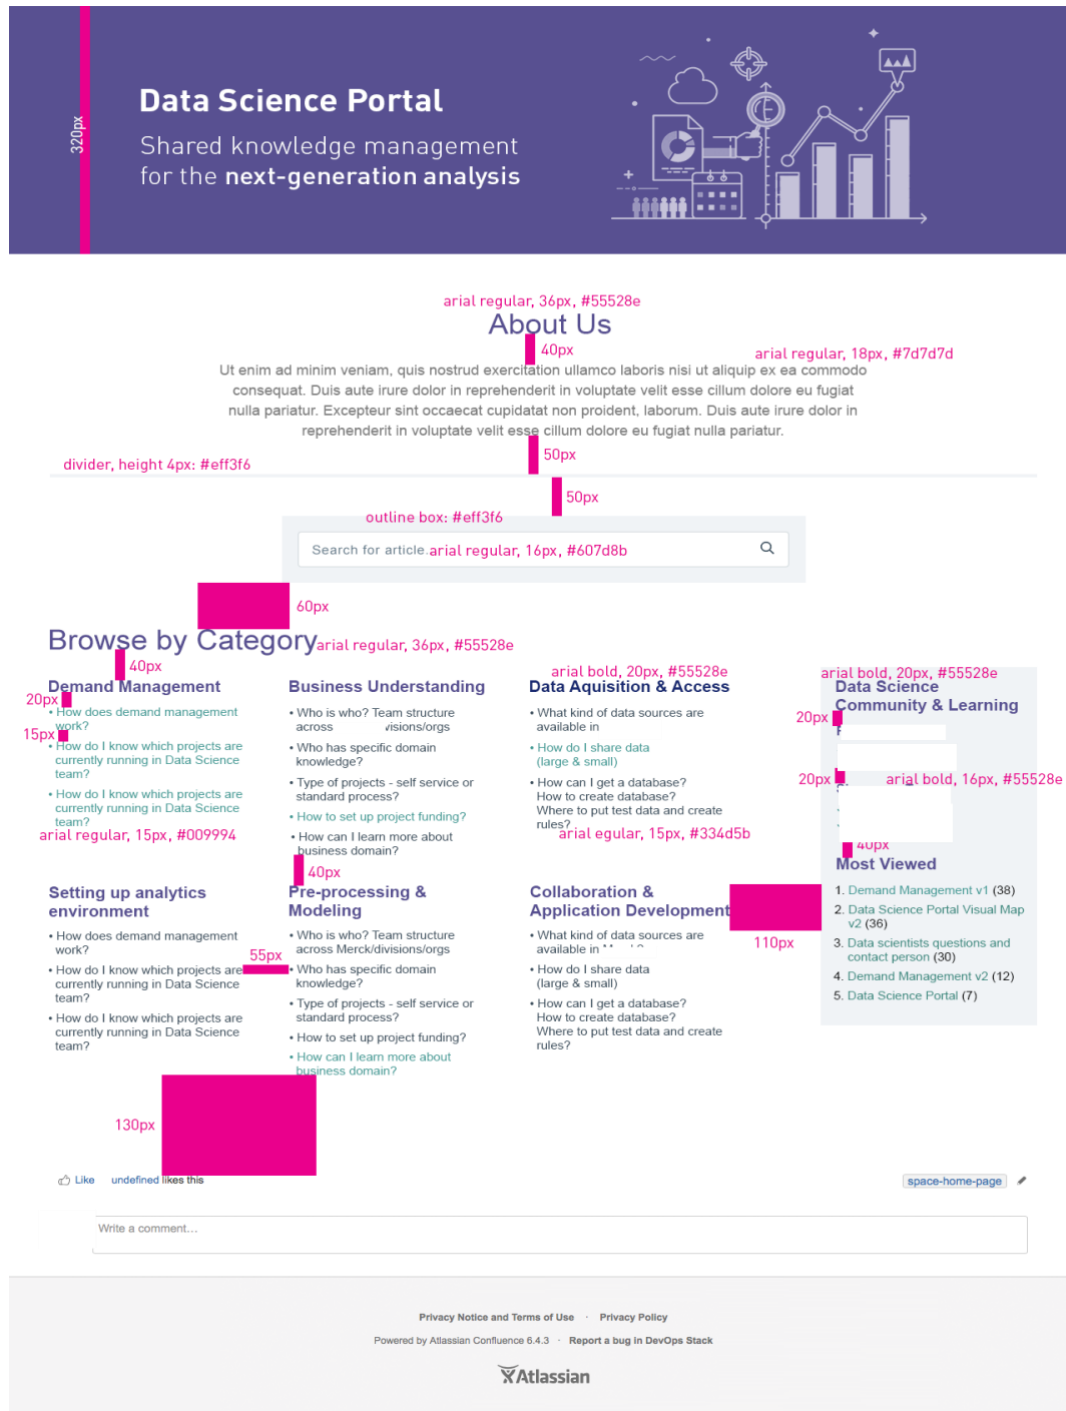 320px
Data Science Portal
Shared knowledge management
for the next-generation analysis
arial regular, 36px, #55528e
About Us
40px
arial regular, 18px, #7d7d7d
Ut enim ad minim veniam, quis nostrud exercitation ullamco laboris nisi ut aliquip ex ea commodo
consequat. Duis aute irure dolor in reprehenderit in voluptate velit esse cillum dolore eu fugiat
nulla pariatur. Excepteur sint occaecat cupidatat non proident, laborum. Duis aute irure dolor in
reprehenderit in voluptate velit esse cillum dolore eu fugiat nulla pariatur.
50px
divider, height 4px: #eff3f6
50px
outline box: #eff3f6
Search for article. arial regular, 16px, #607d8b
60px
Browse by Category arial regular, 36px, #55528e
40px
Demand Management
20px
• How does demand management
work?
15px
• How do I know which projects are
currently running in Data Science
team?
• How do I know which projects are
currently running in Data Science
team?
arial regular, 15px, #009994
Business Understanding
• Who is who? Team structure
across visions/orgs
• Who has specific domain
knowledge?
• Type of projects - self service or
standard process?
• How to set up project funding?
• How can I learn more about
business domain?
40px
arial bold, 20px, #55528e
Data Aquisition & Access
• What kind of data sources are
available in
• How do I share data
(large & small)
• How can I get a database?
How to create database?
Where to put test data and create
rules?
arial egular, 15px, #334d5b
arial bold, 20px, #55528e
Data Science
Community & Learning
20px
20px
arial bold, 16px, #55528e
40px
Most Viewed
1. Demand Management v1 (38)
2. Data Science Portal Visual Map
v2 (36)
3. Data scientists questions and
contact person (30)
4. Demand Management v2 (12)
5. Data Science Portal (7)
Setting up analytics
environment
• How does demand management
work?
55px
• How do I know which projects are
currently running in Data Science
team?
• How do I know which projects are
currently running in Data Science
team?
Pre-processing &
Modeling
• Who is who? Team structure
across Merck/divisions/orgs
• Who has specific domain
knowledge?
• Type of projects - self service or
standard process?
• How to set up project funding?
• How can I learn more about
business domain?
Collaboration &
Application Development
110px
• What kind of data sources are
available in
• How do I share data
(large & small)
• How can I get a database?
How to create database?
Where to put test data and create
rules?
130px
Like undefined likes this
space-home-page
Write a comment...
Privacy Notice and Terms of Use · Privacy Policy
Powered by Atlassian Confluence 6.4.3 · Report a bug in DevOps Stack
Atlassian